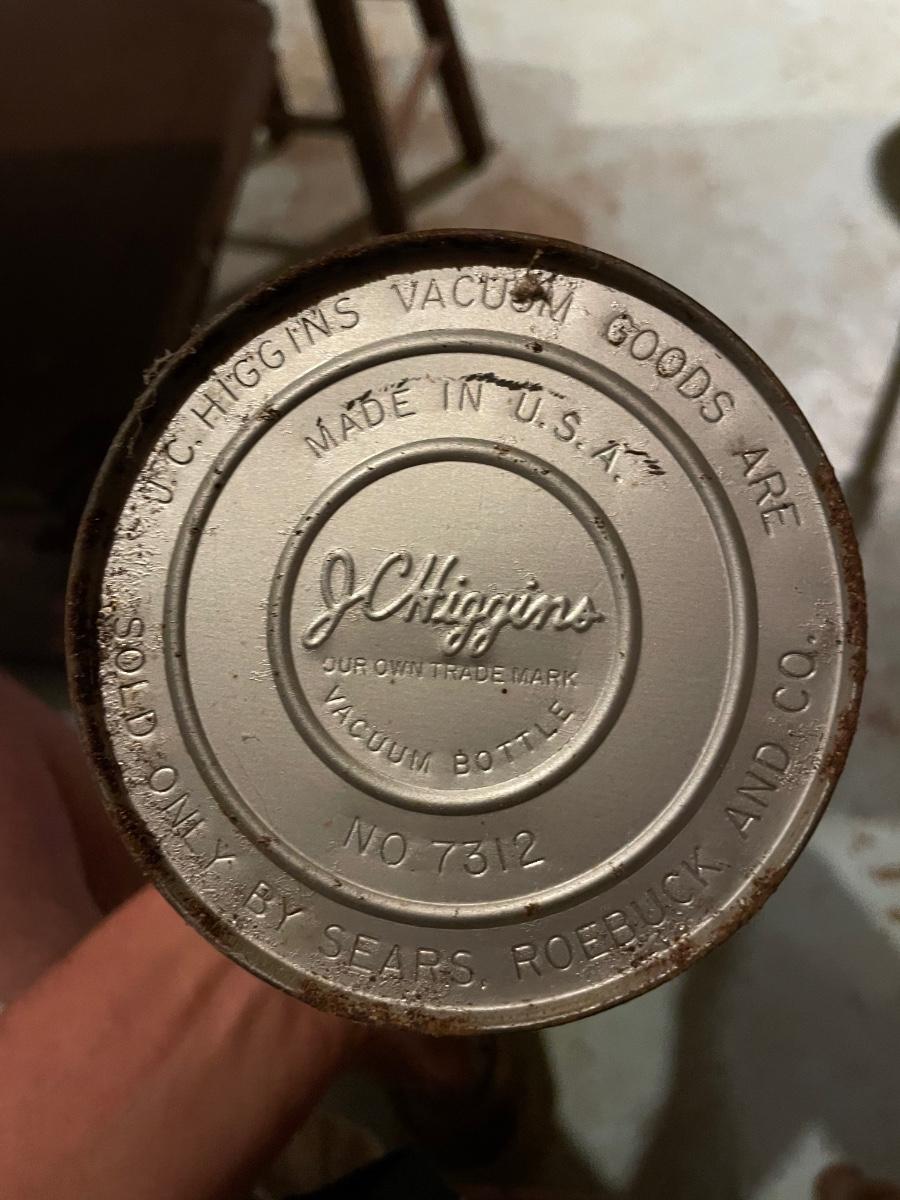 J.C. HIGGINS VACUUM GOODS ARE
SOLD ONLY BY SEARS, ROEBUCK AND CO.
MADE IN U.S.A.
JCHiggins
OUR OWN TRADE MARK
VACUUM BOTTLE
NO 7312